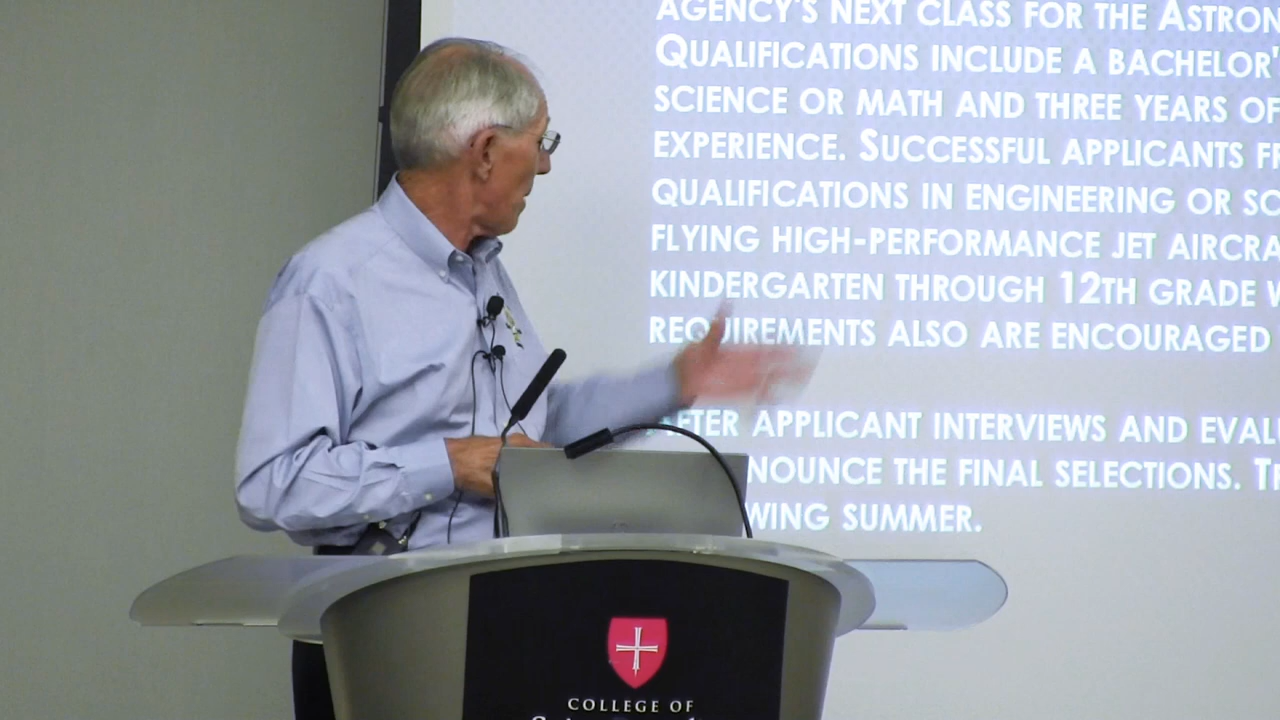 AGENCY'S NEXT CLASS FOR THE ASTRON
QUALIFICATIONS INCLUDE A BACHELOR'
SCIENCE OR MATH AND THREE YEARS OF
EXPERIENCE. SUCCESSFUL APPLICANTS FR
QUALIFICATIONS IN ENGINEERING OR SC
FLYING HIGH-PERFORMANCE JET AIRCRA
KINDERGARTEN THROUGH 12TH GRADE W
REQUIREMENTS ALSO ARE ENCOURAGED
AFTER APPLICANT INTERVIEWS AND EVAL
NOUNCE THE FINAL SELECTIONS. TH
WING SUMMER.
COLLEGE OF